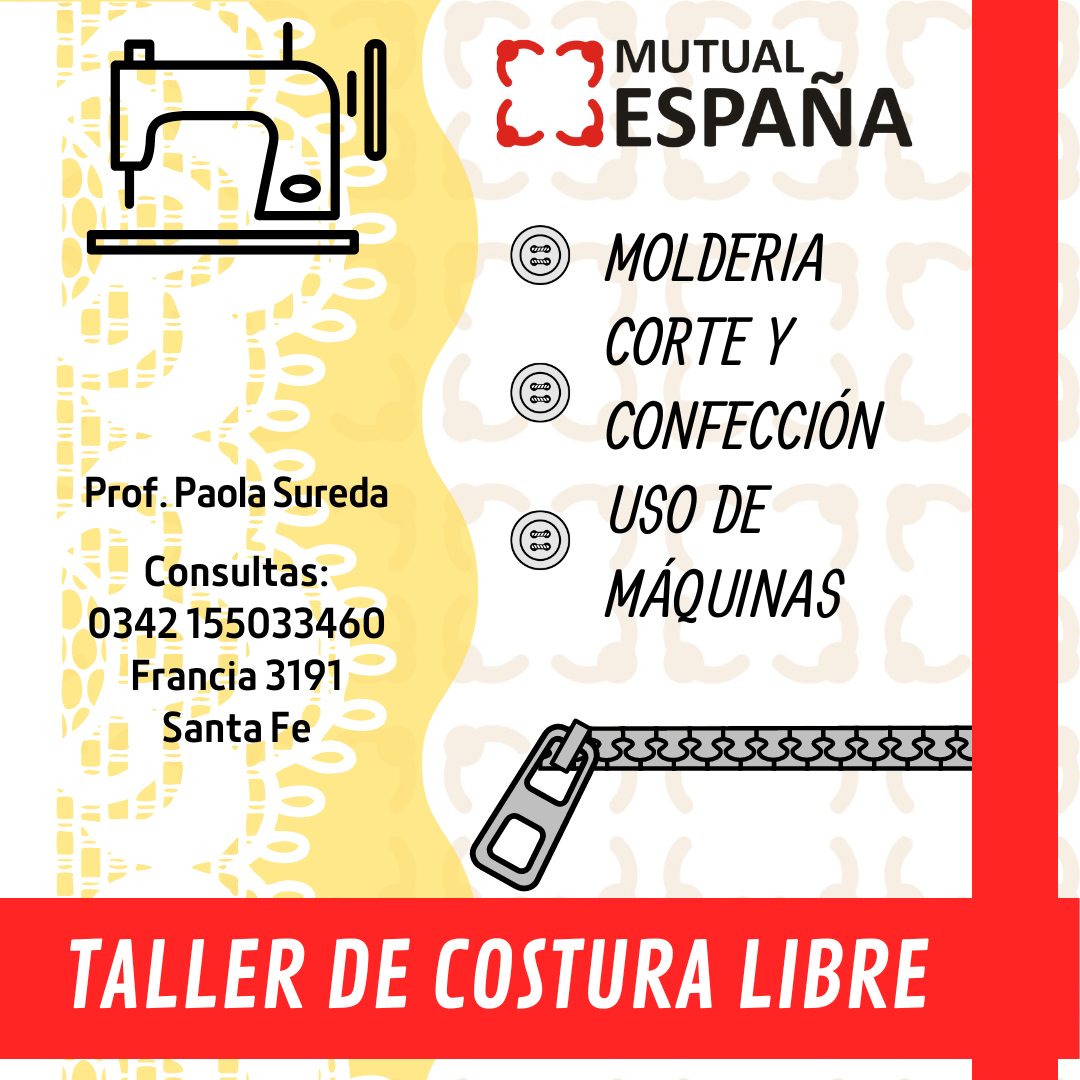 MUTUAL
ESPAÑA
MOLDERIA
CORTE Y
CONFECCIÓN
USO DE
MÁQUINAS
Prof. Paola Sureda
Consultas:
0342 155033460
Francia 3191
Santa Fe
TALLER DE COSTURA LIBRE